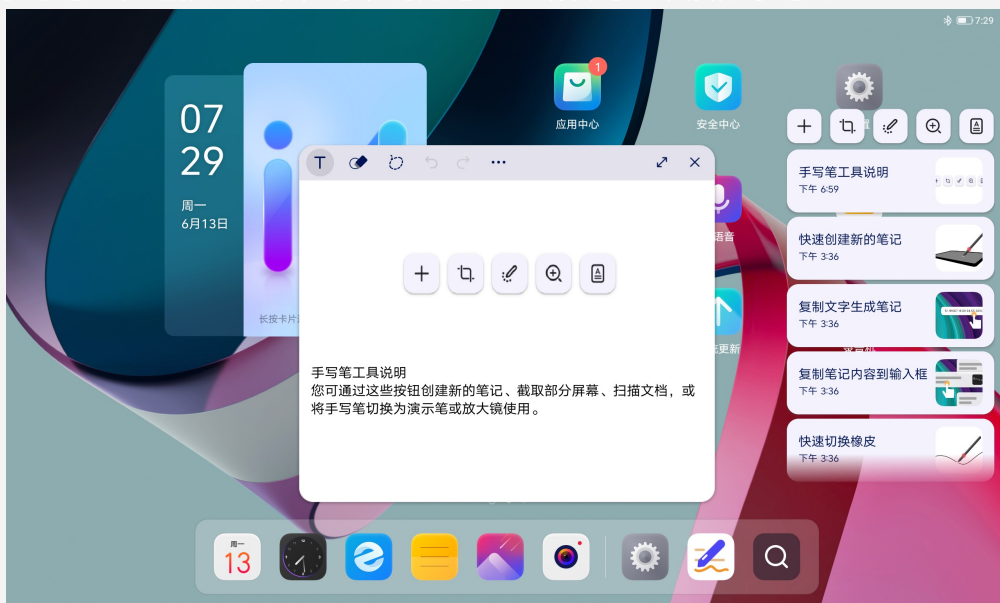 7:29
07
29
周一
6月13日
长按卡片
应用中心
1
安全中心
语音
更新
T
手写笔工具说明
您可通过这些按钮创建新的笔记、截取部分屏幕、扫描文档，或
将手写笔切换为演示笔或放大镜使用。
手写笔工具说明
下午 6:59
快速创建新的笔记
下午 3:36
复制文字生成笔记
下午 3:36
复制笔记内容到输入框
下午 3:36
快速切换橡皮
下午 3:36
周一
13